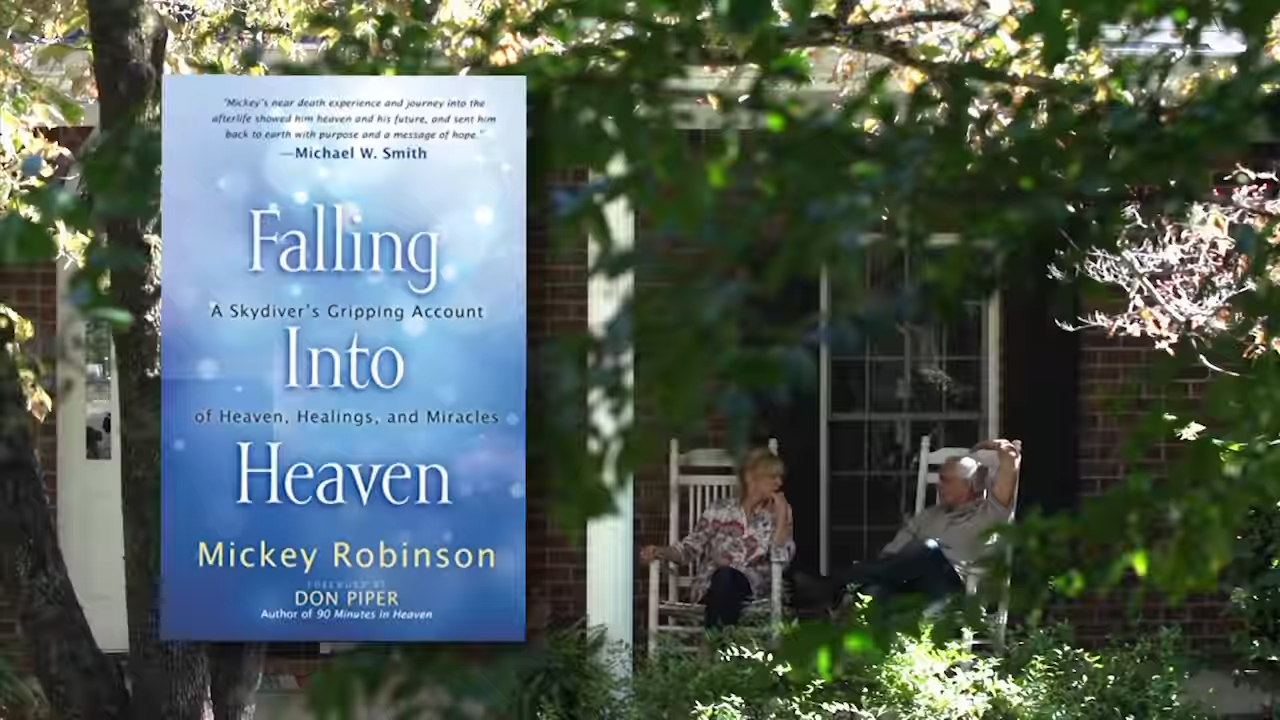 "Mickey's near death experience and journey into the
afterlife showed him heaven and his future, and sent him
back to earth with purpose and a message of hope."
—Michael W. Smith
Falling
A Skydiver's Gripping Account
Into
of Heaven, Healings, and Miracles
Heaven
Mickey Robinson
FOREWORD BY
DON PIPER
Author of 90 Minutes in Heaven